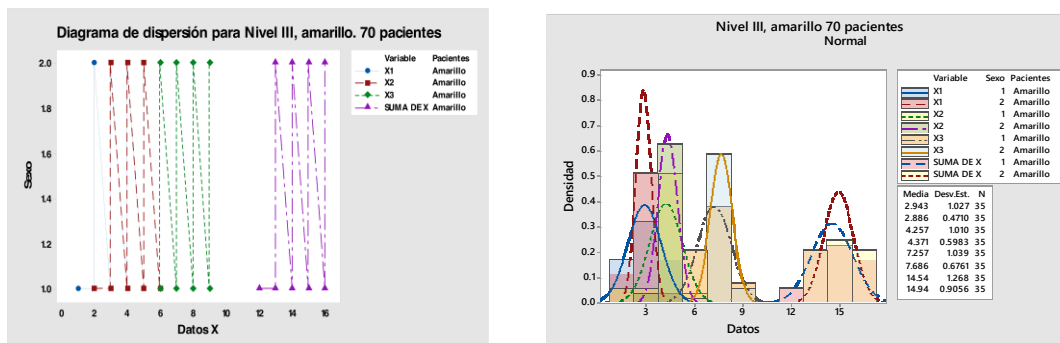 Diagrama de dispersión para Nivel III, amarillo. 70 pacientes
Variable Pacientes
X1 Amarillo
X2 Amarillo
X3 Amarillo
SUMA DE X Amarillo
Sexo
2.0
1.8
1.6
1.4
1.2
1.0
0 2 4 6 8 10 12 14 16
Datos X
Nivel III, amarillo 70 pacientes
Normal
Variable Sexo Pacientes
X1 1 Amarillo
X1 2 Amarillo
X2 1 Amarillo
X2 2 Amarillo
X3 1 Amarillo
X3 2 Amarillo
SUMA DE X 1 Amarillo
SUMA DE X 2 Amarillo
Media Desv.Est. N
2.943 1.027 35
2.886 0.4710 35
4.257 1.010 35
4.371 0.5983 35
7.257 1.039 35
7.686 0.6761 35
14.54 1.268 35
14.94 0.9056 35
Densidad
0.9
0.8
0.7
0.6
0.5
0.4
0.3
0.2
0.1
0.0
3 6 9 12 15
Datos